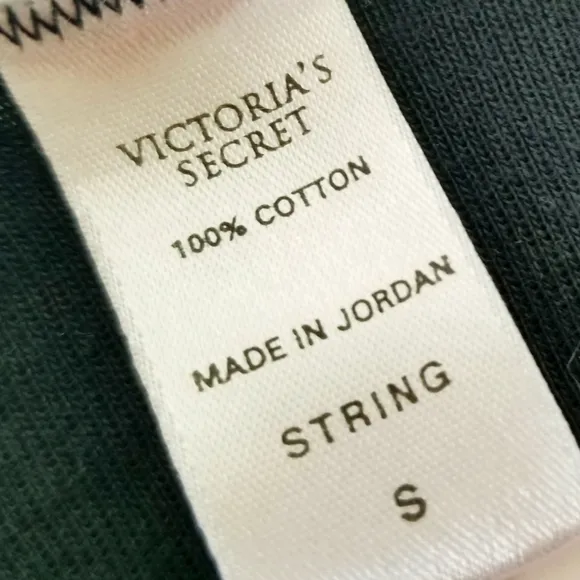 VICTORIA'S
SECRET
100% COTTON
MADE IN JORDAN
STRING
S